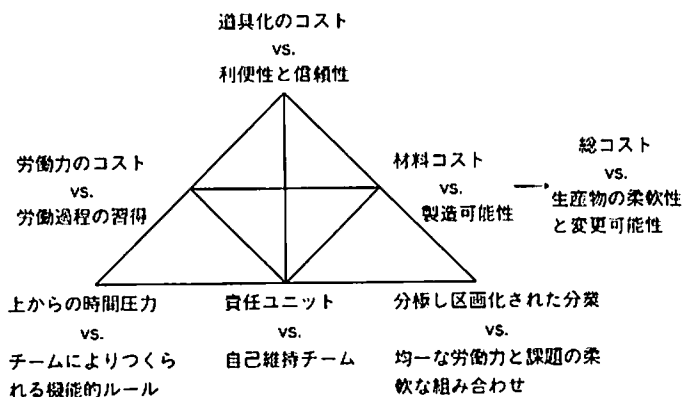 道具化のコスト
vs.
利便性と信頼性
労働力のコスト
vs.
労働過程の習得
材料コスト
vs.
製造可能性
総コスト
vs.
生産物の柔軟性
と変更可能性
上からの時間圧力
vs.
チームによりつくら
れる機能的ルール
責任ユニット
vs.
自己維持チーム
分極し区画化された分業
vs.
均一な労働力と課題の柔
軟な組み合わせ